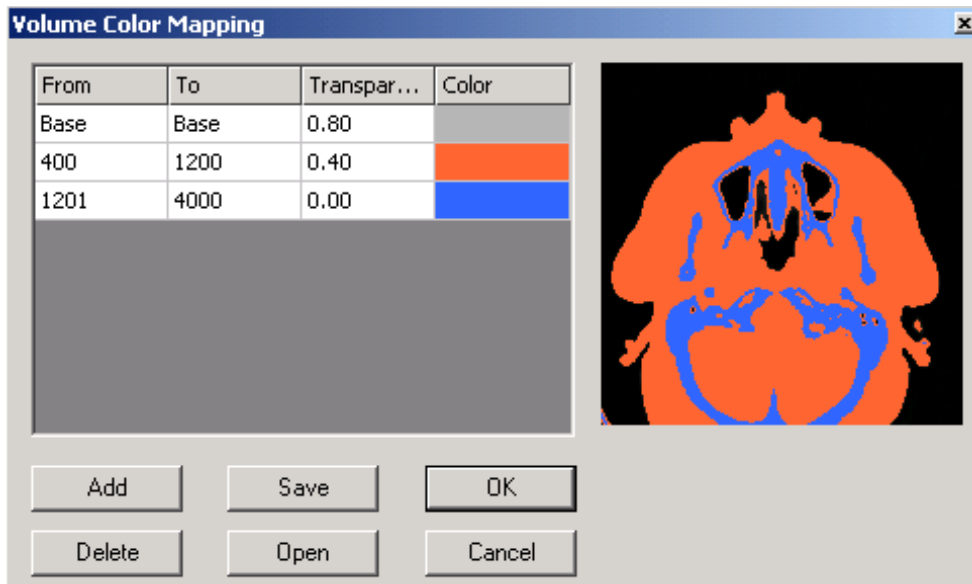 Volume Color Mapping
From To Transpar... Color
Base Base 0.80
400 1200 0.40
1201 4000 0.00
Add Save OK
Delete Open Cancel